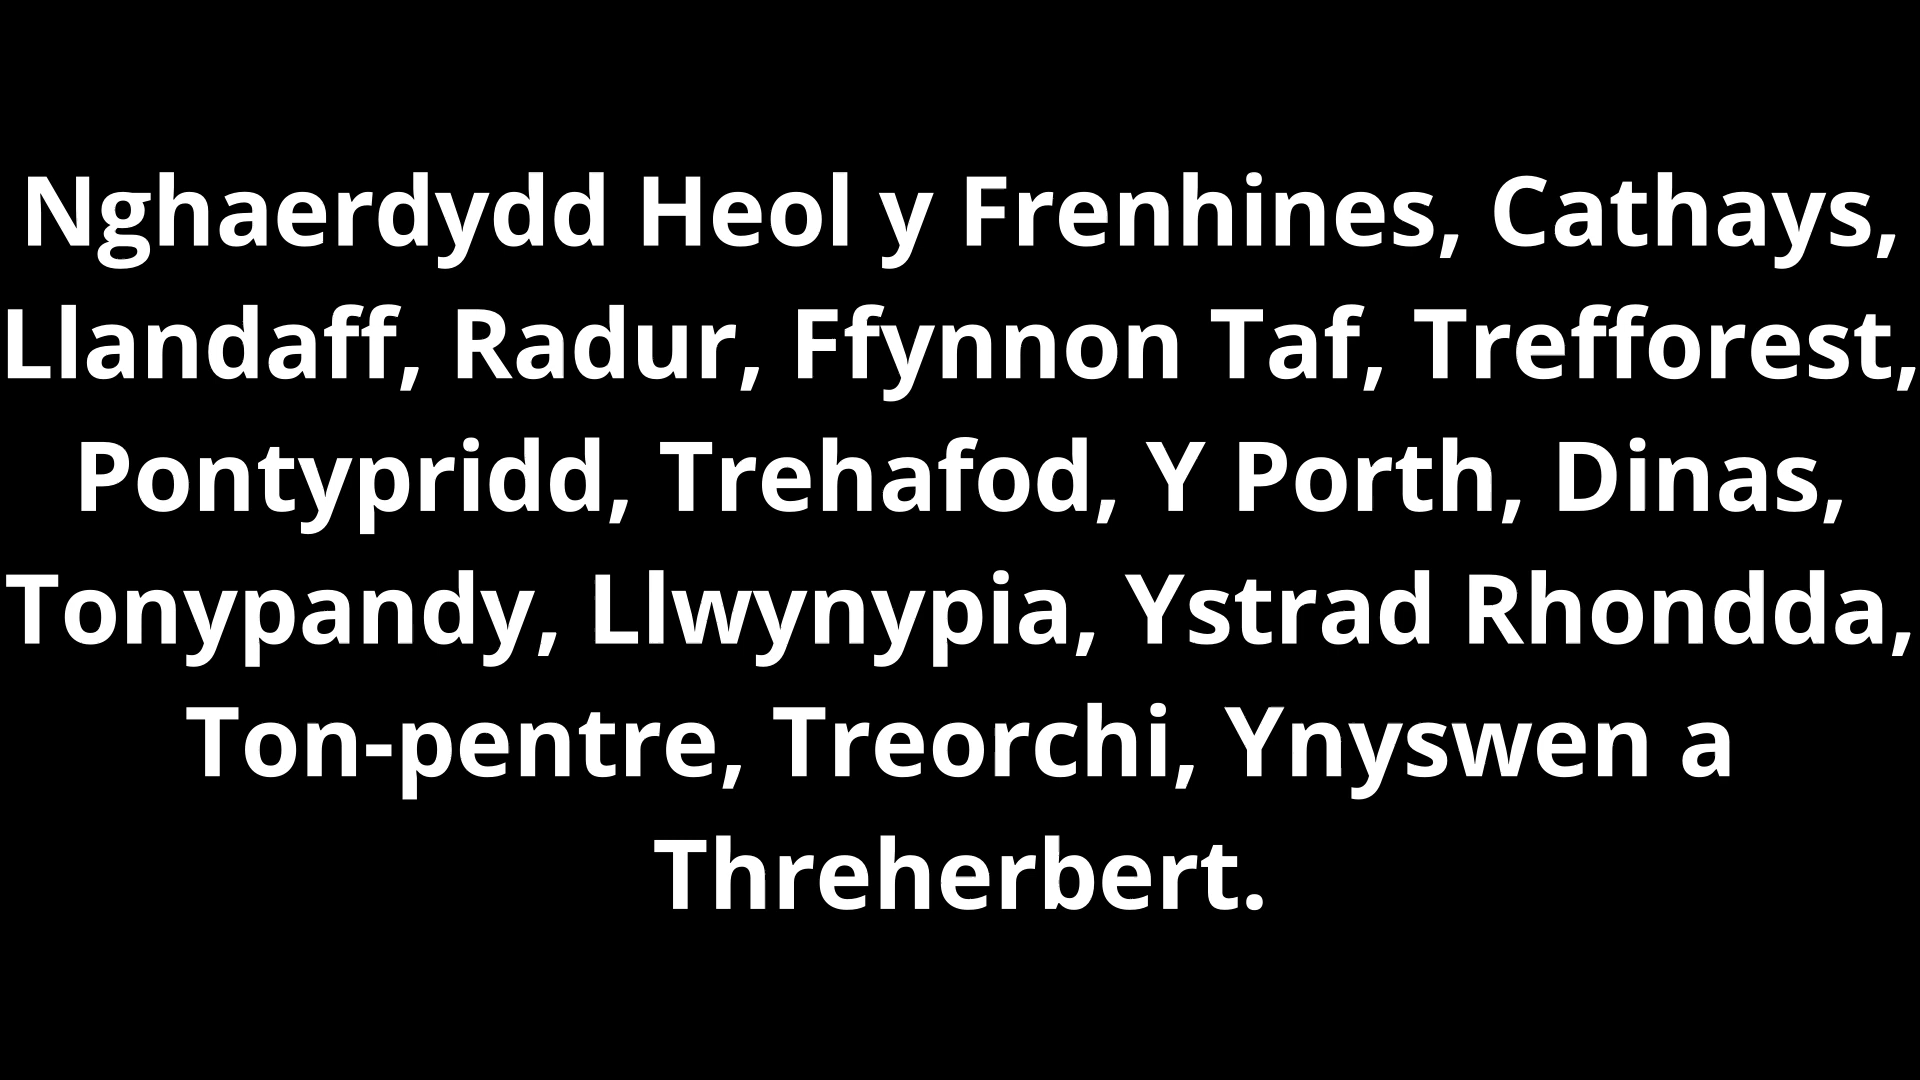 Nghaerdydd Heol y Frenhines, Cathays,
Llandaff, Radur, Ffynnon Taf, Trefforest,
Pontypridd, Trehafod, Y Porth, Dinas,
Tonypandy, Llwynypia, Ystrad Rhondda,
Ton-pentre, Treorchi, Ynyswen a
Threherbert.